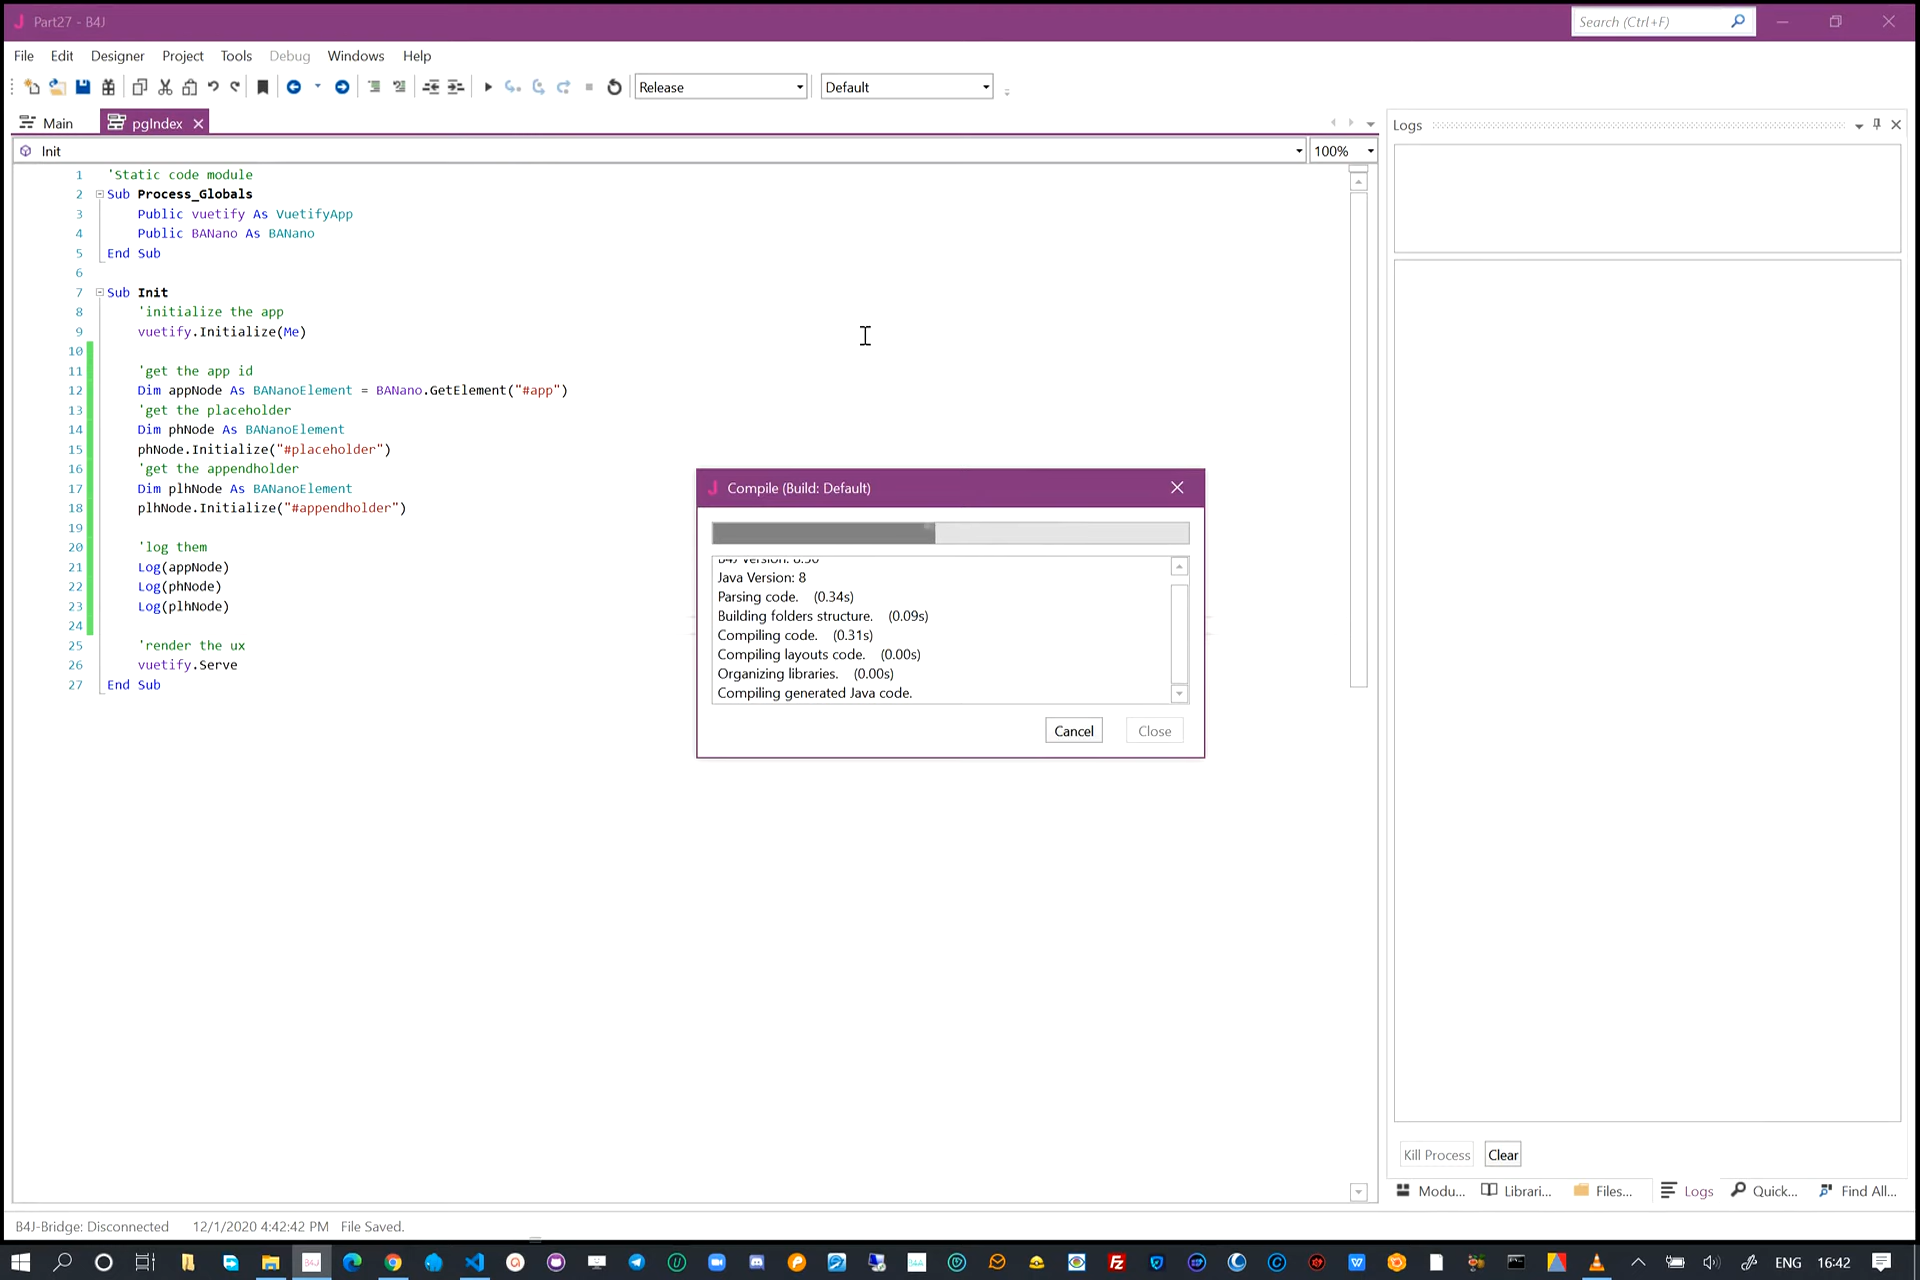 Part27 - B4J
Search (Ctrl+F)
File Edit Designer Project Tools Debug Windows Help
Release Default
Main pgIndex
Logs
Init 100%
1 'Static code module
2 Sub Process_Globals
3 Public vuetify As VuetifyApp
4 Public BANano As BANano
5 End Sub
6
7 Sub Init
8 'initialize the app
9 vuetify.Initialize(Me)
10
11 'get the app id
12 Dim appNode As BANanoElement = BANano.GetElement("#app")
13 'get the placeholder
14 Dim phNode As BANanoElement
15 phNode.Initialize("#placeholder")
16 'get the appendholder
17 Dim plhNode As BANanoElement
18 plhNode.Initialize("#appendholder")
19
20 'log them
21 Log(appNode)
22 Log(phNode)
23 Log(plhNode)
24
25 'render the ux
26 vuetify.Serve
27 End Sub
Compile (Build: Default)
Java Version: 8
Parsing code. (0.34s)
Building folders structure. (0.09s)
Compiling code. (0.31s)
Compiling layouts code. (0.00s)
Organizing libraries. (0.00s)
Compiling generated Java code.
Cancel Close
Kill Process Clear
Modu... Librari... Files... Logs Quick... Find All...
B4J-Bridge: Disconnected 12/1/2020 4:42:42 PM File Saved.
ENG 16:42